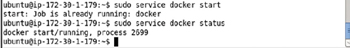 ubuntu@ip-172-30-1-179:~$ sudo service docker start
start: Job is already running: docker
ubuntu@ip-172-30-1-179:~$ sudo service docker status
docker start/running, process 2699
ubuntu@ip-172-30-1-179:~$